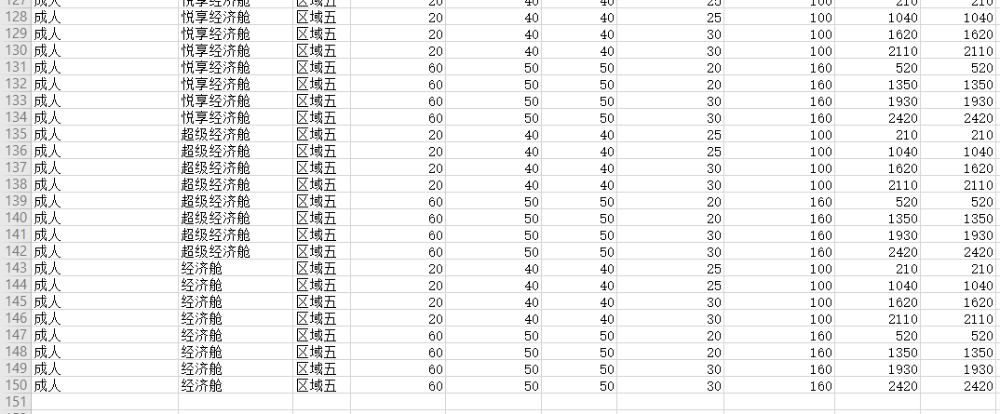 127 成人 悦享经济舱 区域五 20 40 40 25 100 210 210
128 成人 悦享经济舱 区域五 20 40 40 25 100 1040 1040
129 成人 悦享经济舱 区域五 20 40 40 30 100 1620 1620
130 成人 悦享经济舱 区域五 20 40 40 30 100 2110 2110
131 成人 悦享经济舱 区域五 60 50 50 20 160 520 520
132 成人 悦享经济舱 区域五 60 50 50 20 160 1350 1350
133 成人 悦享经济舱 区域五 60 50 50 30 160 1930 1930
134 成人 悦享经济舱 区域五 60 50 50 30 160 2420 2420
135 成人 超级经济舱 区域五 20 40 40 25 100 210 210
136 成人 超级经济舱 区域五 20 40 40 25 100 1040 1040
137 成人 超级经济舱 区域五 20 40 40 30 100 1620 1620
138 成人 超级经济舱 区域五 20 40 40 30 100 2110 2110
139 成人 超级经济舱 区域五 60 50 50 20 160 520 520
140 成人 超级经济舱 区域五 60 50 50 20 160 1350 1350
141 成人 超级经济舱 区域五 60 50 50 30 160 1930 1930
142 成人 超级经济舱 区域五 60 50 50 30 160 2420 2420
143 成人 经济舱 区域五 20 40 40 25 100 210 210
144 成人 经济舱 区域五 20 40 40 25 100 1040 1040
145 成人 经济舱 区域五 20 40 40 30 100 1620 1620
146 成人 经济舱 区域五 20 40 40 30 100 2110 2110
147 成人 经济舱 区域五 60 50 50 20 160 520 520
148 成人 经济舱 区域五 60 50 50 20 160 1350 1350
149 成人 经济舱 区域五 60 50 50 30 160 1930 1930
150 成人 经济舱 区域五 60 50 50 30 160 2420 2420
151